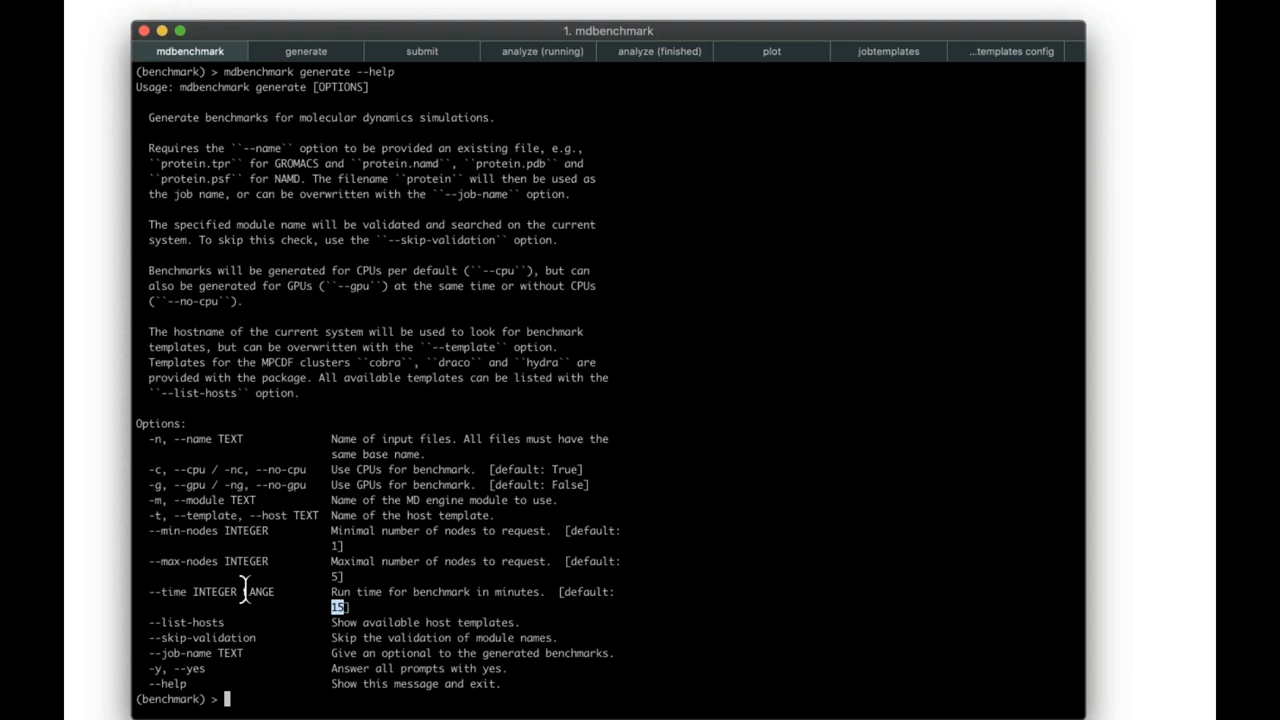 1. mdbenchmark
mdbenchmark generate submit analyze (running) analyze (finished) plot jobtemplates ...templates config
(benchmark) > mdbenchmark generate --help
Usage: mdbenchmark generate [OPTIONS]
Generate benchmarks for molecular dynamics simulations.
Requires the ``--name`` option to be provided an existing file, e.g.,
``protein.tpr`` for GROMACS and ``protein.namd``, ``protein.pdb`` and
``protein.psf`` for NAMD. The filename ``protein`` will then be used as
the job name, or can be overwritten with the ``--job-name`` option.
The specified module name will be validated and searched on the current
system. To skip this check, use the ``--skip-validation`` option.
Benchmarks will be generated for CPUs per default (``--cpu``), but can
also be generated for GPUs (``--gpu``) at the same time or without CPUs
(``--no-cpu``).
The hostname of the current system will be used to look for benchmark
templates, but can be overwritten with the ``--template`` option.
Templates for the MPCDF clusters ``cobra``, ``draco`` and ``hydra`` are
provided with the package. All available templates can be listed with the
``--list-hosts`` option.
Options:
-n, --name TEXT Name of input files. All files must have the
same base name.
-c, --cpu / -nc, --no-cpu Use CPUs for benchmark. [default: True]
-g, --gpu / -ng, --no-gpu Use GPUs for benchmark. [default: False]
-m, --module TEXT Name of the MD engine module to use.
-t, --template, --host TEXT Name of the host template.
--min-nodes INTEGER Minimal number of nodes to request. [default:
1]
--max-nodes INTEGER Maximal number of nodes to request. [default:
5]
--time INTEGER RANGE Run time for benchmark in minutes. [default:
15]
--list-hosts Show available host templates.
--skip-validation Skip the validation of module names.
--job-name TEXT Give an optional to the generated benchmarks.
-y, --yes Answer all prompts with yes.
--help Show this message and exit.
(benchmark) >